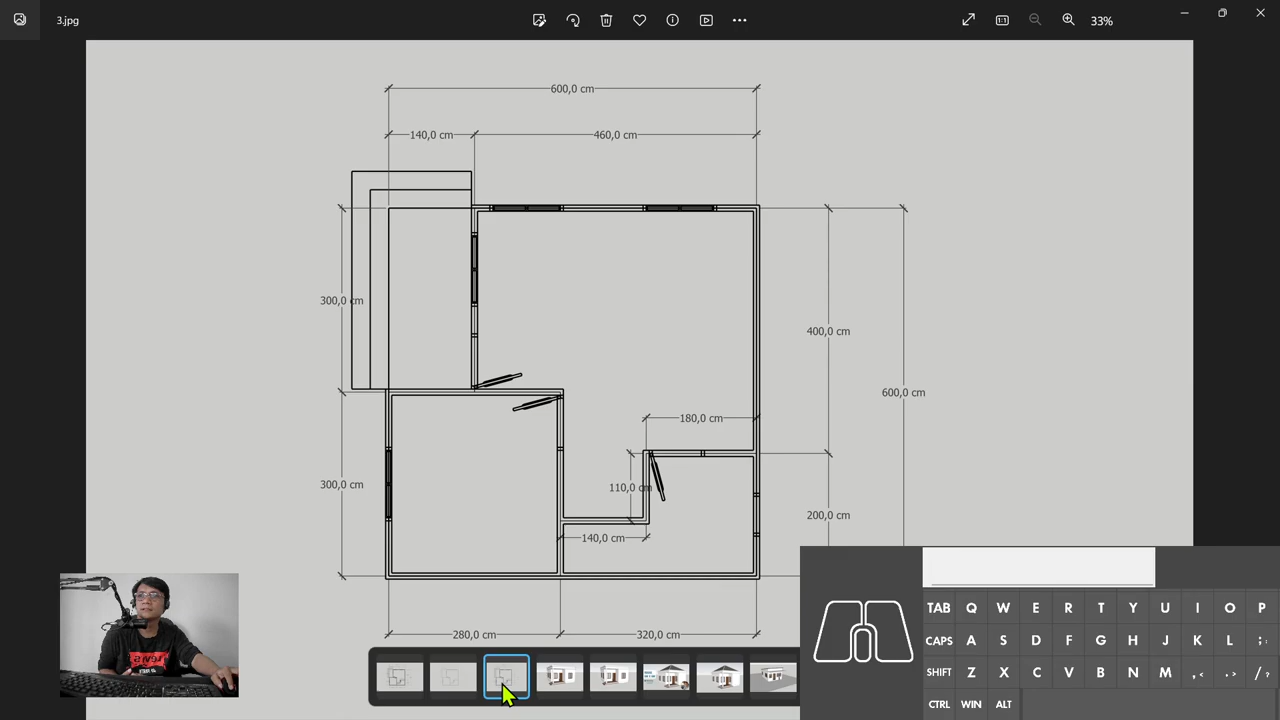 3.jpg
33%
600,0 cm
140,0 cm
460,0 cm
300,0 cm
400,0 cm
600,0 cm
180,0 cm
300,0 cm
110,0 cm
200,0 cm
140,0 cm
280,0 cm
320,0 cm
TAB Q W E R T Y U I O P
CAPS A S D F G H J K L ; :
SHIFT Z X C V B N M , < . > / ?
CTRL WIN ALT